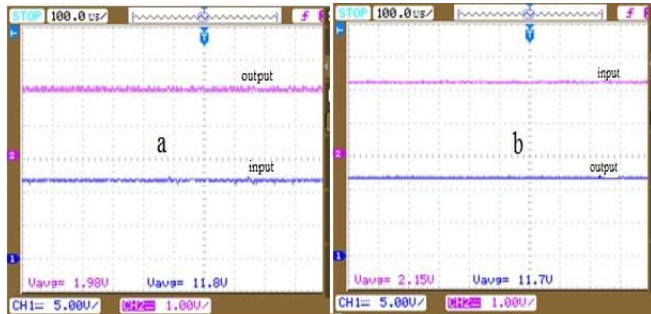 STOP 100.0us/
output
a
input
Vavg= 1.98V Vavg= 11.8V
CH1= 5.00V/ CH2= 1.00V/
STOP 100.0us/
input
b
output
Vavg= 2.15V Vavg= 11.7V
CH1= 5.00V/ CH2= 1.00V/